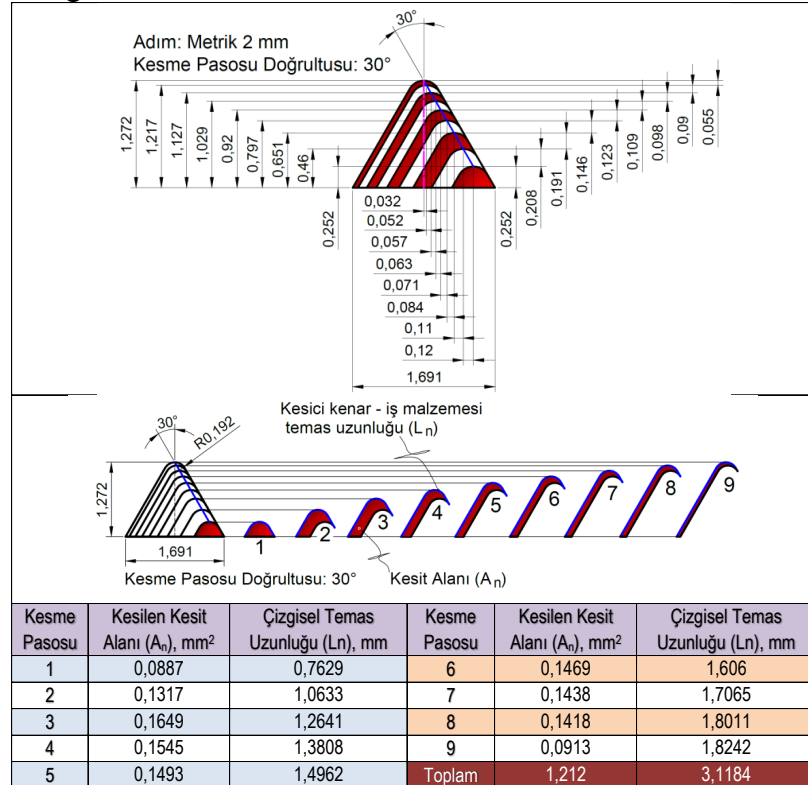 30°
Adım: Metrik 2 mm
Kesme Pasosu Doğrultusu: 30°
1,272
1,217
1,127
1,029
0,92
0,797
0,651
0,46
0,252
0,055
0,09
0,098
0,109
0,123
0,146
0,191
0,208
0,252
0,032
0,052
0,057
0,063
0,071
0,084
0,11
0,12
1,691
Kesici kenar - iş malzemesi
temas uzunluğu (Ln)
30°
R0,192
1,272
1,691
1 2 3 4 5 6 7 8 9
Kesme Pasosu Doğrultusu: 30° Kesit Alanı (An)
Kesme Pasosu Kesilen Kesit Alanı (An), mm² Çizgisel Temas Uzunluğu (Ln), mm Kesme Pasosu Kesilen Kesit Alanı (An), mm² Çizgisel Temas Uzunluğu (Ln), mm
1 0,0887 0,7629 6 0,1469 1,606
2 0,1317 1,0633 7 0,1438 1,7065
3 0,1649 1,2641 8 0,1418 1,8011
4 0,1545 1,3808 9 0,0913 1,8242
5 0,1493 1,4962 Toplam 1,212 3,1184